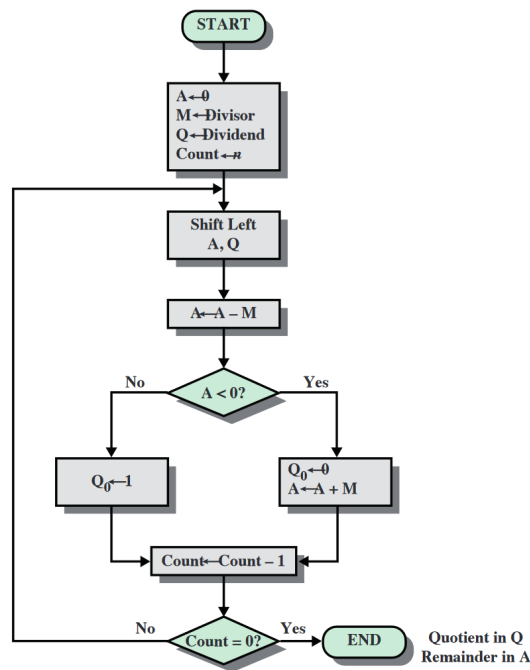 START
A←0
M←Divisor
Q←Dividend
Count←n
Shift Left
A, Q
A←A – M
No
A < 0?
Yes
Q₀←1
Q₀←0
A←A + M
Count←Count – 1
No
Count = 0?
Yes
END
Quotient in Q
Remainder in A